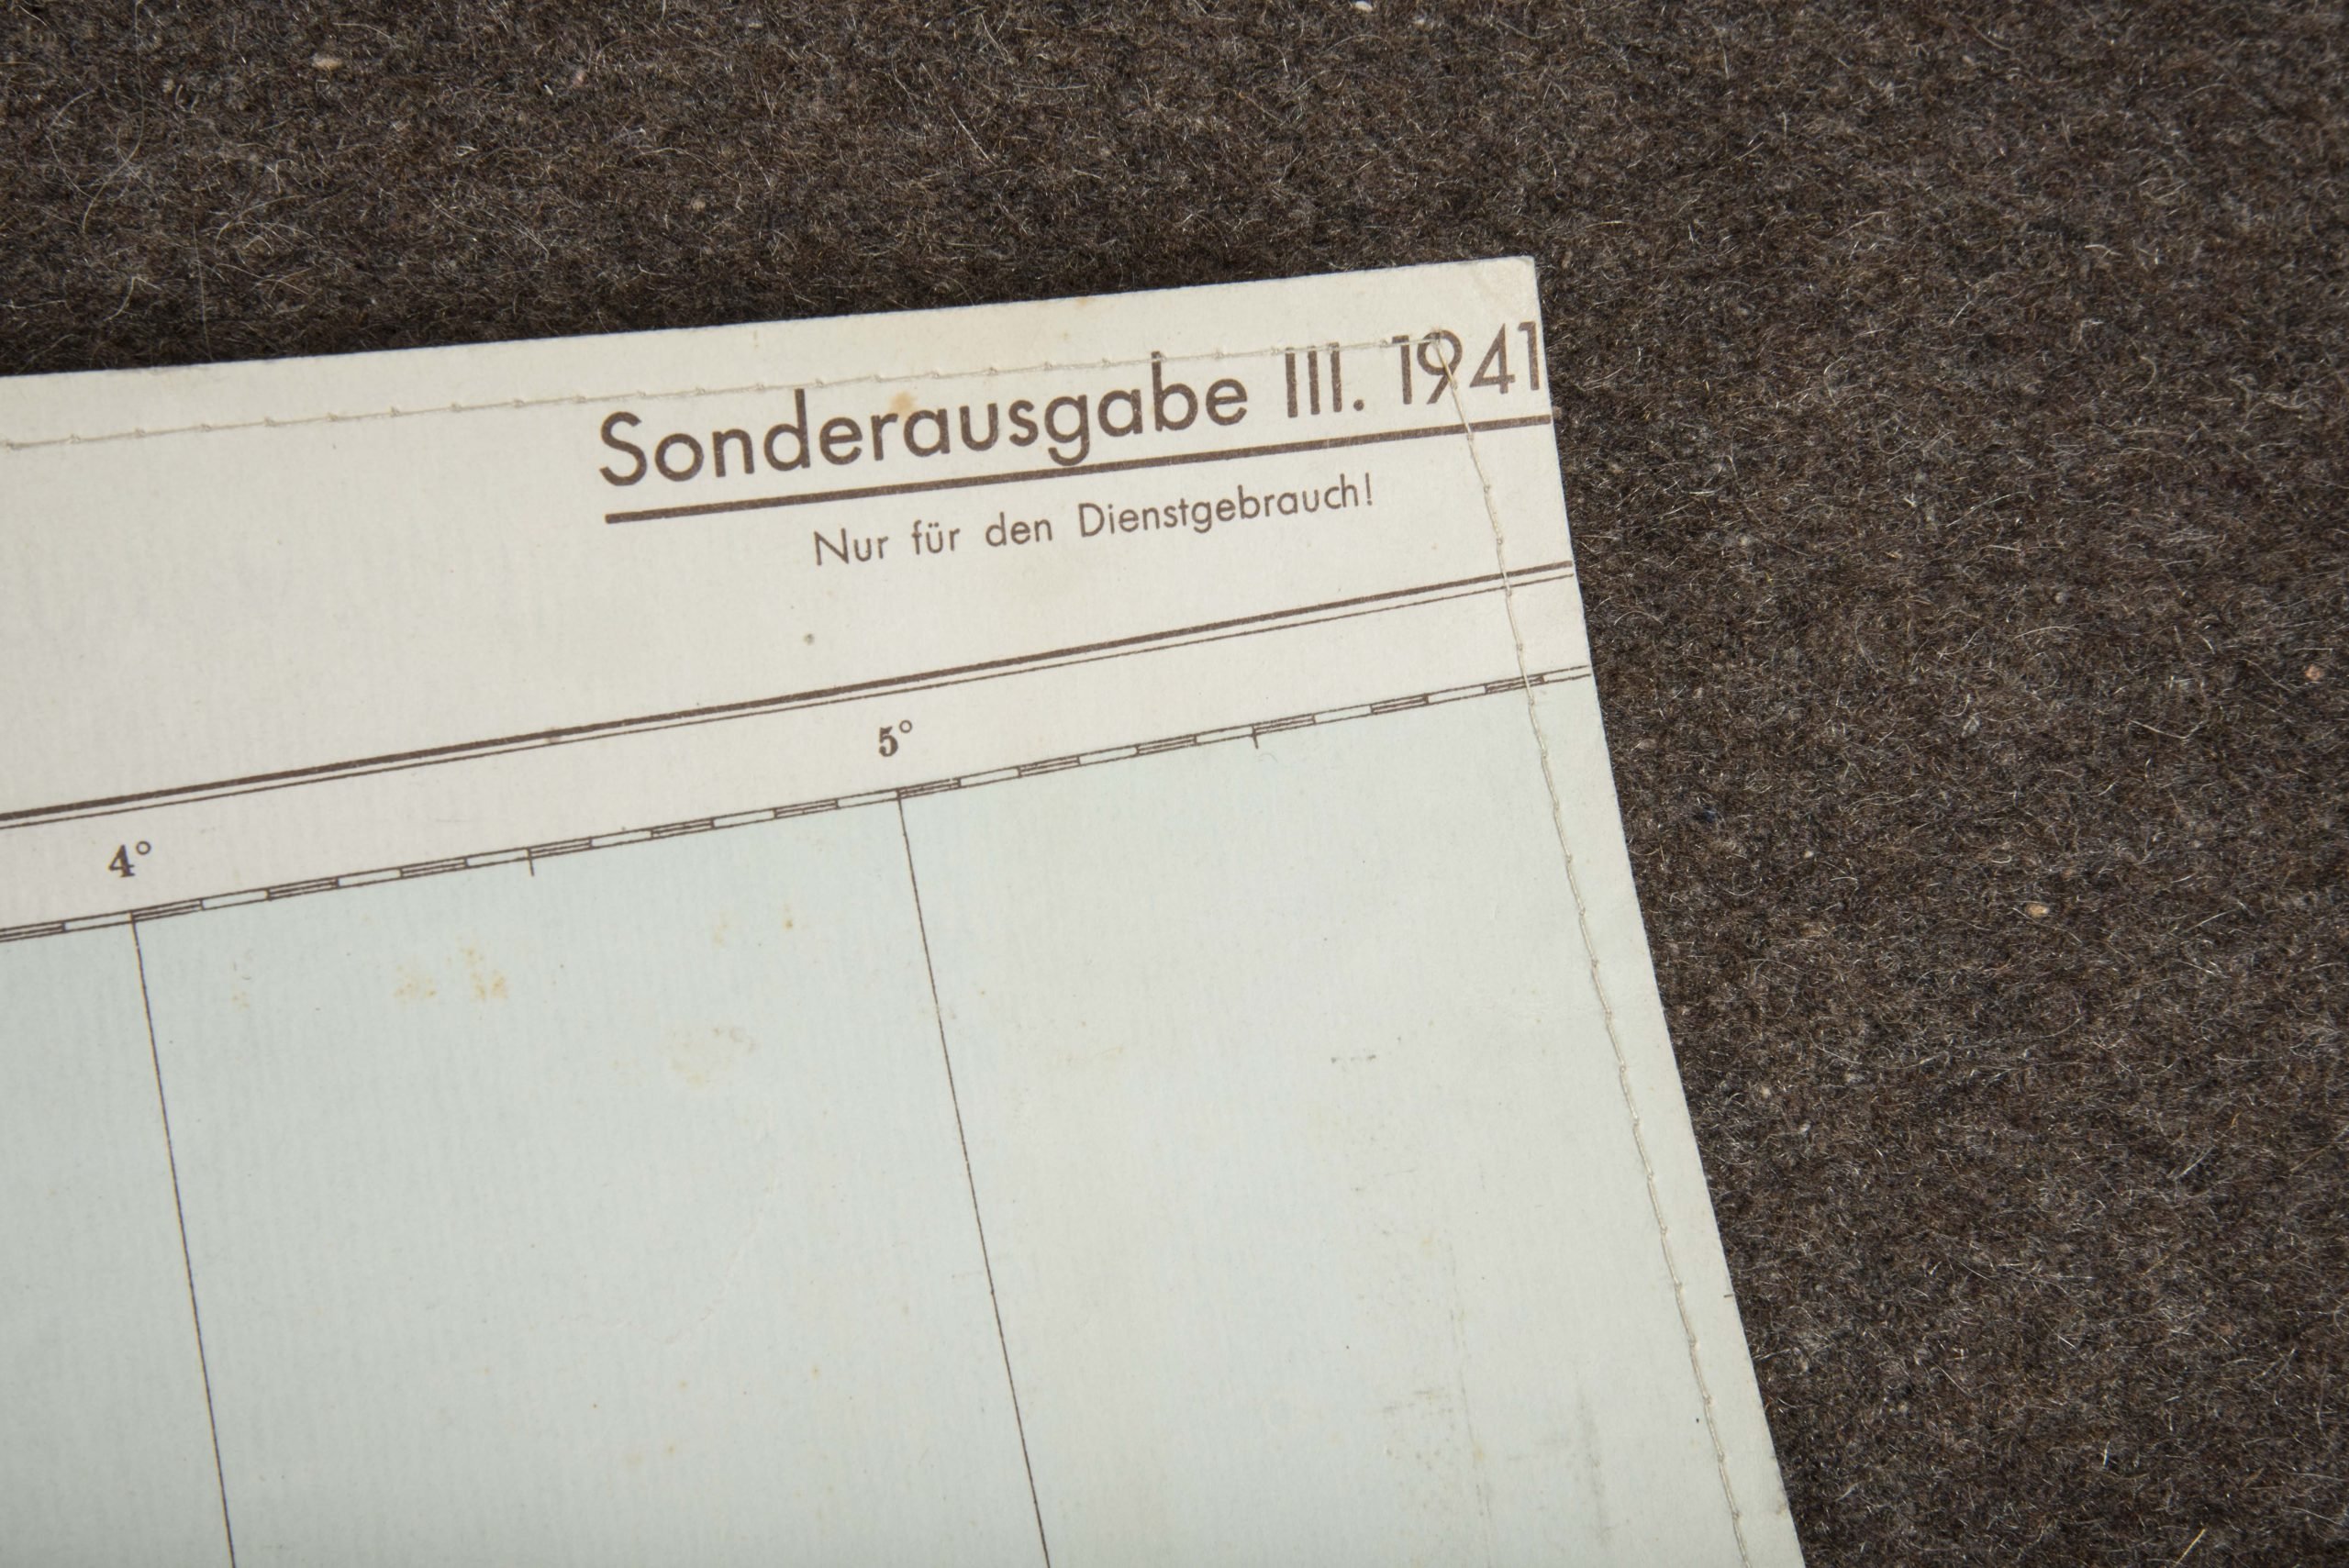 Sonderausgabe III. 1941
Nur für den Dienstgebrauch!
4° 5°